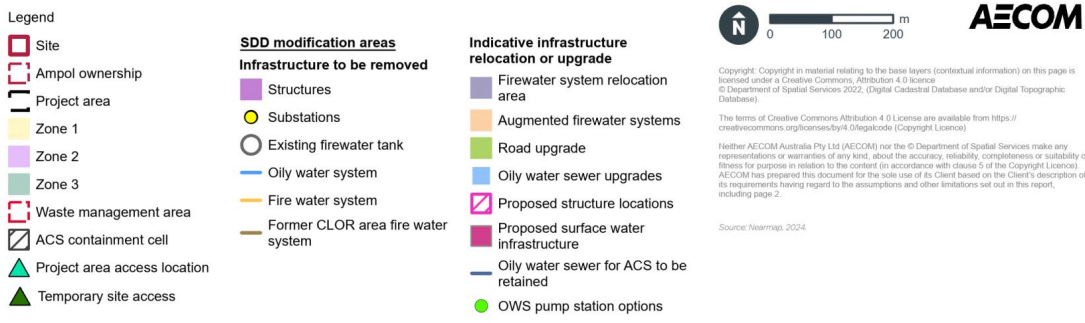 Legend
Site
Ampol ownership
Project area
Zone 1
Zone 2
Zone 3
Waste management area
ACS containment cell
Project area access location
Temporary site access
SDD modification areas
Infrastructure to be removed
Structures
Substations
Existing firewater tank
Oily water system
Fire water system
Former CLOR area fire water
system
Indicative infrastructure
relocation or upgrade
Firewater system relocation
area
Augmented firewater systems
Road upgrade
Oily water sewer upgrades
Proposed structure locations
Proposed surface water
infrastructure
Oily water sewer for ACS to be
retained
OWS pump station options
N
m
0 100 200
AECOM
Copyright: Copyright in material relating to the base layers (contextual information) on this page is
licensed under a Creative Commons, Attribution 4.0 licence
© Department of Spatial Services 2022, (Digital Cadastral Database and/or Digital Topographic
Database).
The terms of Creative Commons Attribution 4.0 License are available from https://
creativecommons.org/licenses/by/4.0/legalcode (Copyright Licence)
Neither AECOM Australia Pty Ltd (AECOM) nor the © Department of Spatial Services make any
representations or warranties of any kind, about the accuracy, reliability, completeness or suitability o
fitness for purpose in relation to the content (in accordance with clause 5 of the Copyright Licence).
AECOM has prepared this document for the sole use of its Client based on the Client's description of
its requirements having regard to the assumptions and other limitations set out in this report,
including page 2.
Source: Nearmap, 2024.